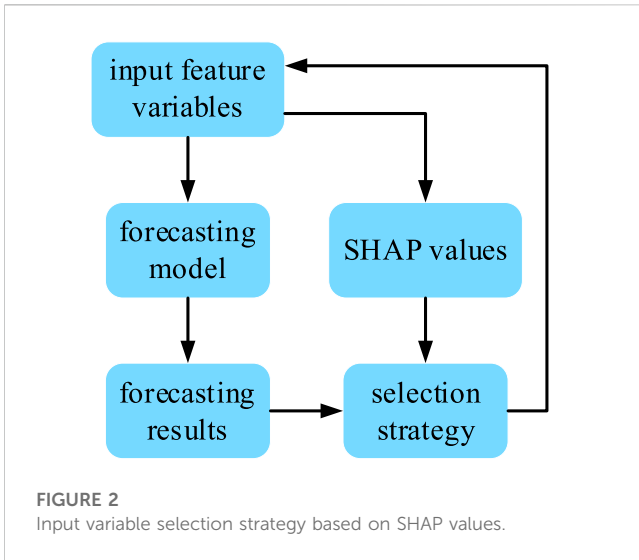 input feature
variables
forecasting
model
SHAP values
forecasting
results
selection
strategy
FIGURE 2
Input variable selection strategy based on SHAP values.